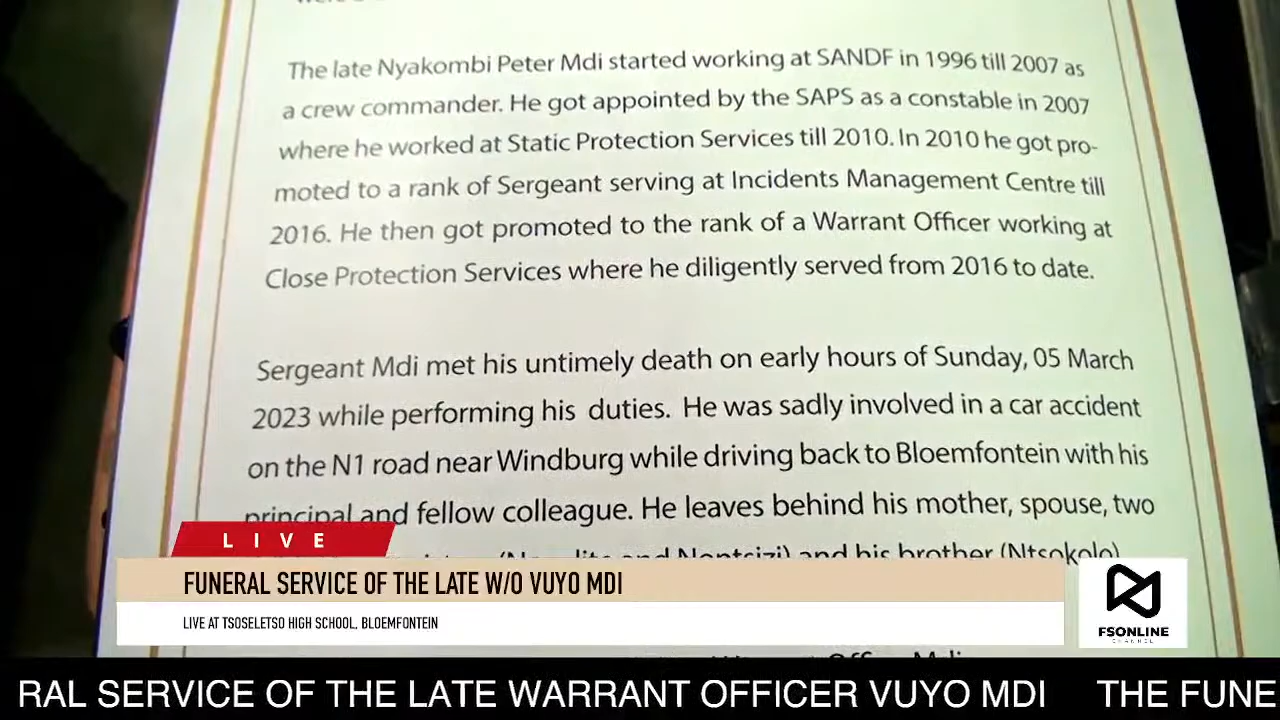 The late Nyakombi Peter Mdi started working at SANDF in 1996 till 2007 as
a crew commander. He got appointed by the SAPS as a constable in 2007
where he worked at Static Protection Services till 2010. In 2010 he got pro-
moted to a rank of Sergeant serving at Incidents Management Centre till
2016. He then got promoted to the rank of a Warrant Officer working at
Close Protection Services where he diligently served from 2016 to date.
Sergeant Mdi met his untimely death on early hours of Sunday, 05 March
2023 while performing his duties. He was sadly involved in a car accident
on the N1 road near Windburg while driving back to Bloemfontein with his
principal and fellow colleague. He leaves behind his mother, spouse, two
and Nontsizi) and his brother (Ntsokolo)
LIVE
FUNERAL SERVICE OF THE LATE W/O VUYO MDI
LIVE AT TSOSELETSO HIGH SCHOOL, BLOEMFONTEIN
FSONLINE
CHANNEL
RAL SERVICE OF THE LATE WARRANT OFFICER VUYO MDI THE FUNE